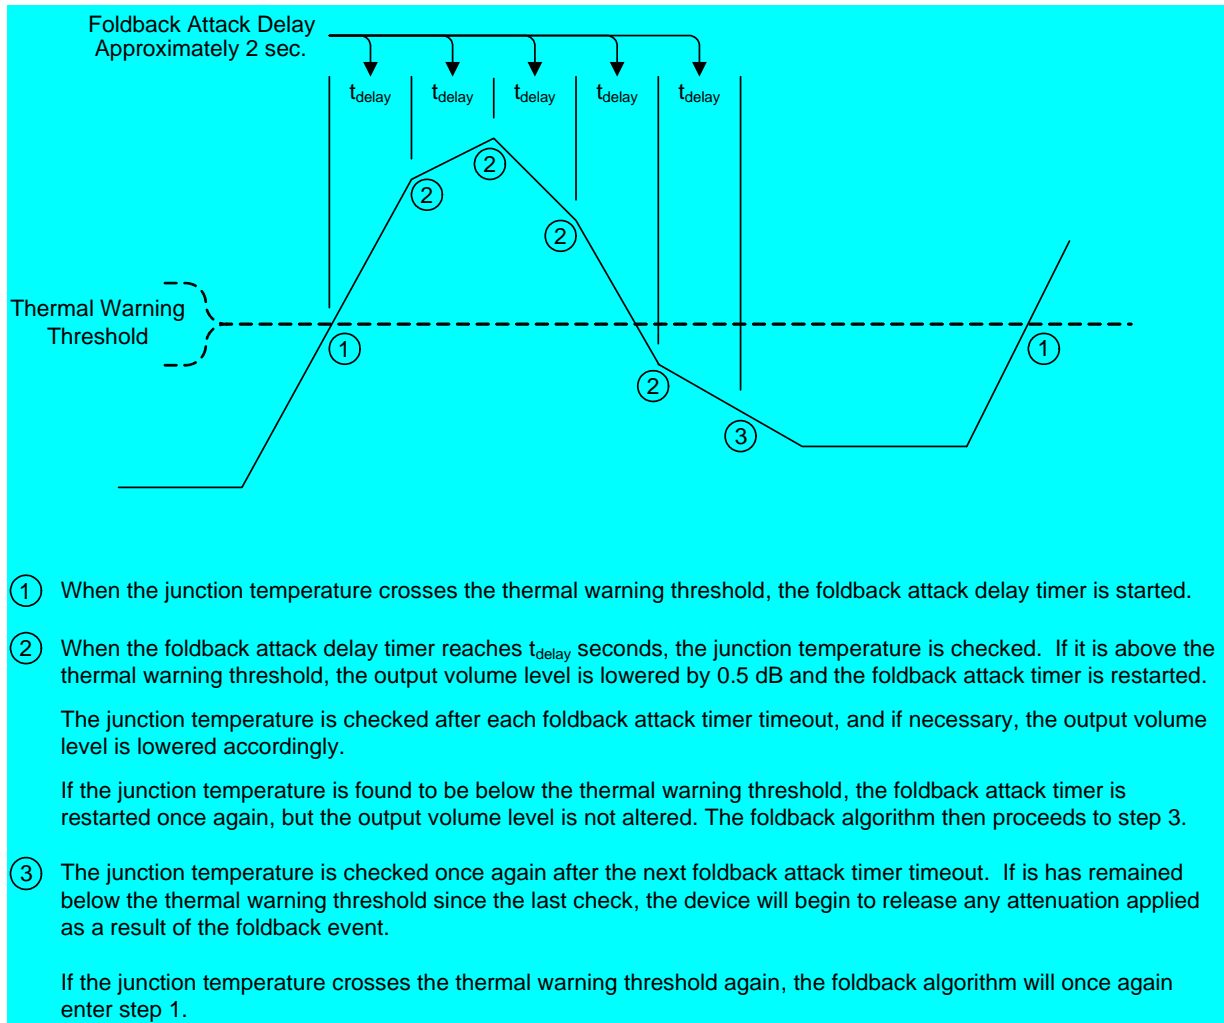 Foldback Attack Delay
Approximately 2 sec.
tdelay tdelay tdelay tdelay tdelay
2
2
2
Thermal Warning
Threshold
1
1
2
3
1 When the junction temperature crosses the thermal warning threshold, the foldback attack delay timer is started.
2 When the foldback attack delay timer reaches tdelay seconds, the junction temperature is checked. If it is above the
thermal warning threshold, the output volume level is lowered by 0.5 dB and the foldback attack timer is restarted.
The junction temperature is checked after each foldback attack timer timeout, and if necessary, the output volume
level is lowered accordingly.
If the junction temperature is found to be below the thermal warning threshold, the foldback attack timer is
restarted once again, but the output volume level is not altered. The foldback algorithm then proceeds to step 3.
3 The junction temperature is checked once again after the next foldback attack timer timeout. If is has remained
below the thermal warning threshold since the last check, the device will begin to release any attenuation applied
as a result of the foldback event.
If the junction temperature crosses the thermal warning threshold again, the foldback algorithm will once again
enter step 1.